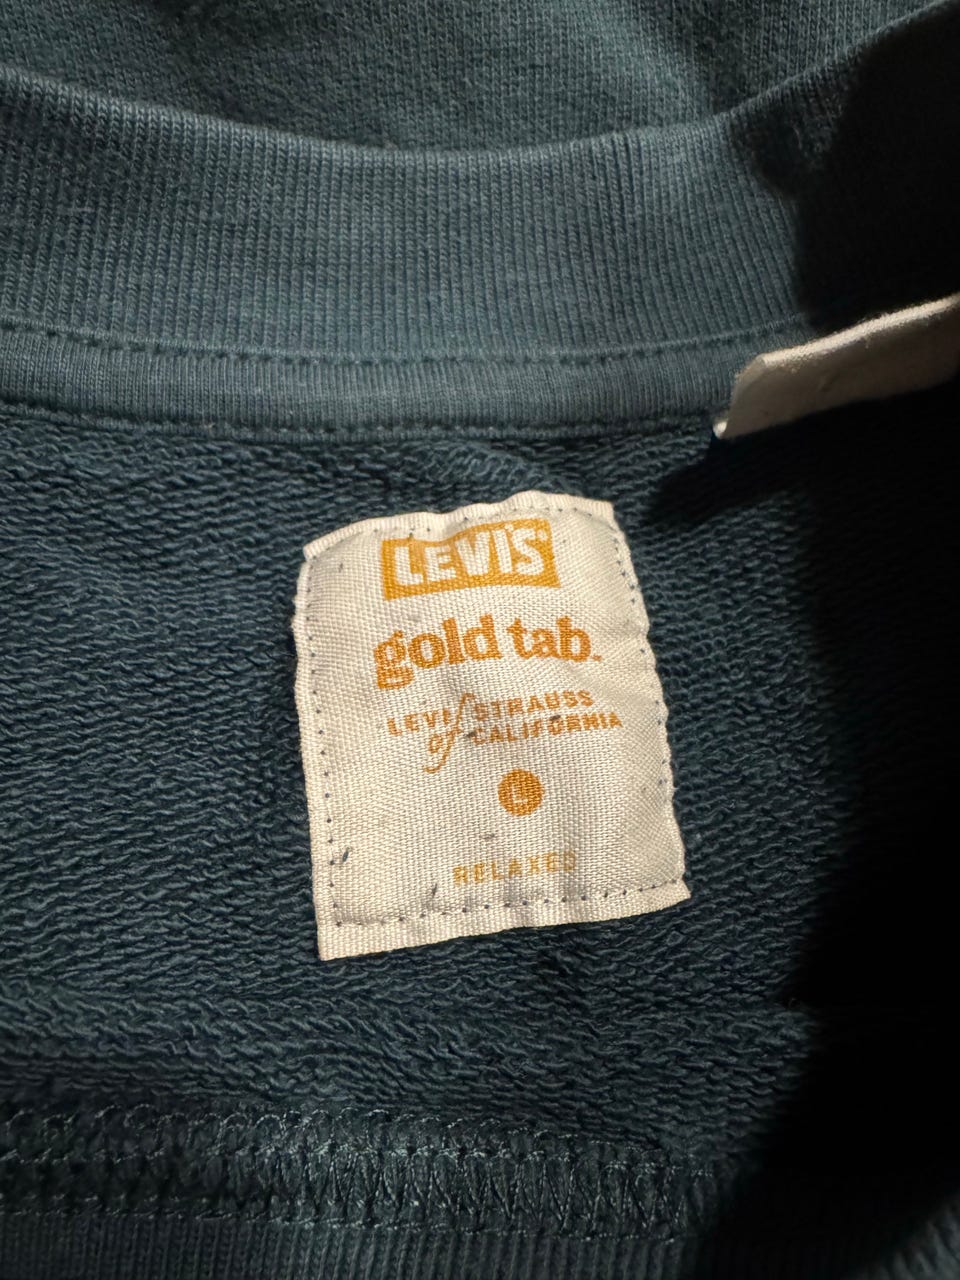 LEVI'S
gold tab.
LEVI STRAUSS
of CALIFORNIA
L
RELAXED